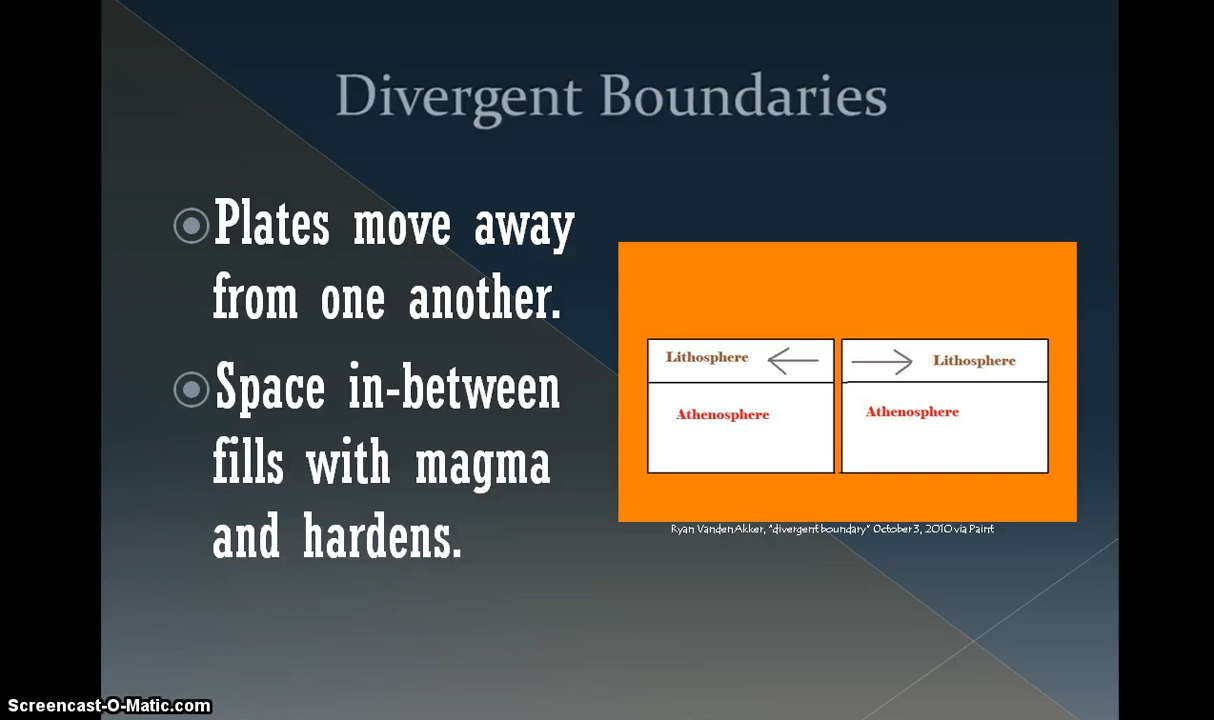 Divergent Boundaries
Plates move away
from one another.
Space in-between
fills with magma
and hardens.
Lithosphere
Lithosphere
Athenosphere
Athenosphere
Ryan VandenAkker, "divergent boundary" October 3, 2010 via Paint
Screencast-O-Matic.com